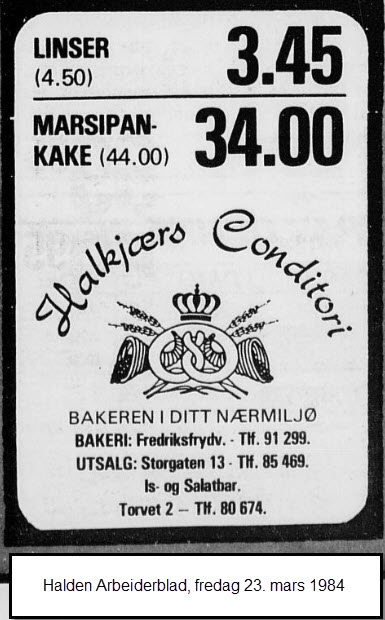 LINSER
(4.50) 3.45
MARSIPAN-
KAKE (44.00) 34.00
Halkjærs Conditori
BAKEREN I DITT NÆRMILJØ
BAKERI: Fredriksfrydv. - Tlf. 91 299.
UTSALG: Storgaten 13 - Tlf. 85 469.
Is- og Salatbar.
Torvet 2 – Tlf. 80 674.
Halden Arbeiderblad, fredag 23. mars 1984